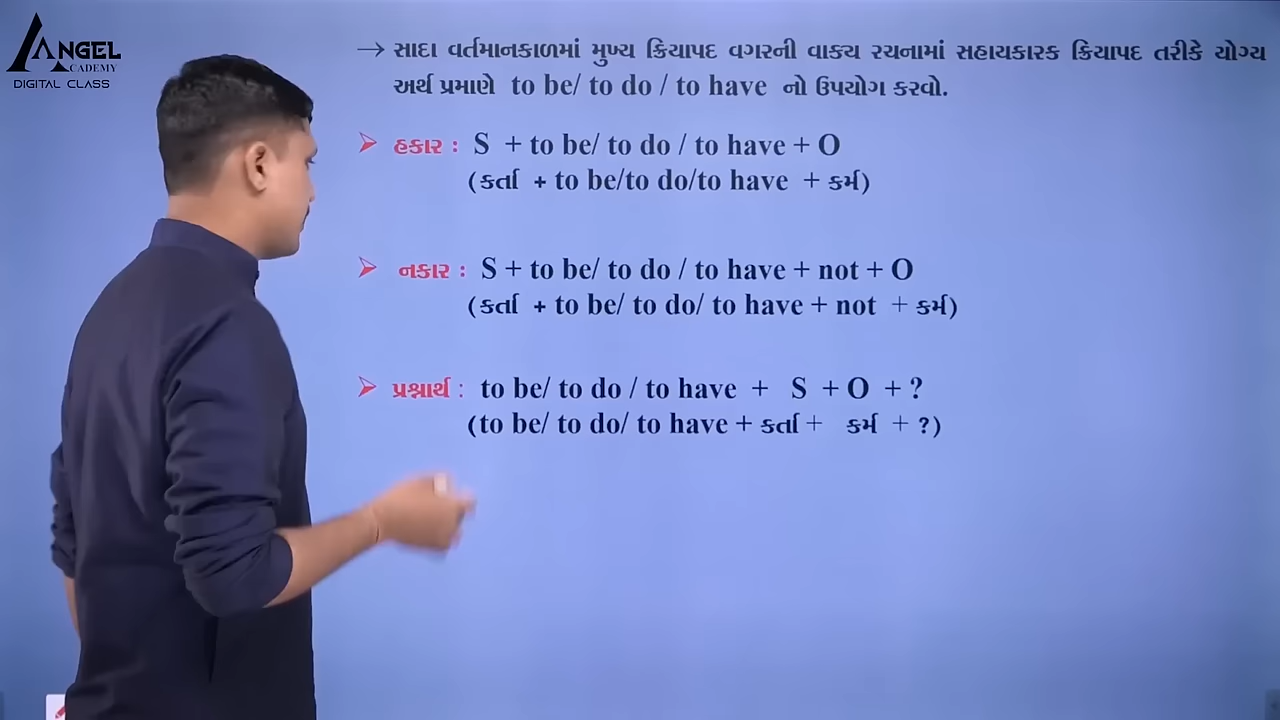 ANGEL
ACADEMY
DIGITAL CLASS
→ સાદા વર્તમાનકાળમાં મુખ્ય ક્રિયાપદ વગરની વાક્ય રચનામાં સહાયકારક ક્રિયાપદ તરીકે યોગ્ય
અર્થ પ્રમાણે to be/ to do / to have નો ઉપયોગ કરવો.
➢ હકાર : S + to be/ to do / to have + O
(કર્તા + to be/to do/to have + કર્મ)
➢ નકાર : S + to be/ to do / to have + not + O
(કર્તા + to be/ to do/ to have + not + કર્મ)
➢ પ્રશ્નાર્થ : to be/ to do / to have + S + O + ?
(to be/ to do/ to have + કર્તા + કર્મ + ?)